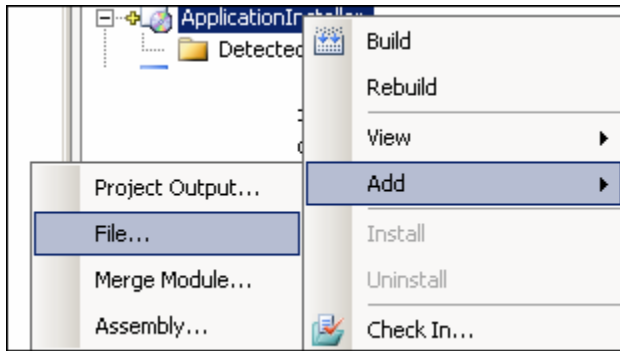 ApplicationInstaller
Detected
Build
Rebuild
View
Add
Project Output...
File...
Install
Merge Module...
Uninstall
Assembly...
Check In...